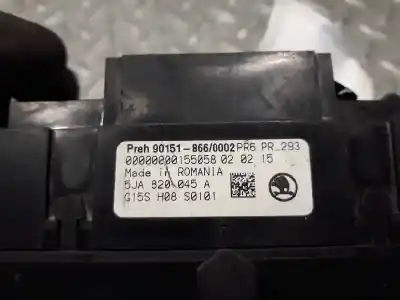 Preh 90151-866/0002 PR6 PR_293
00000000155058 02 02 15
Made in ROMANIA
5JA 820 045 A
G15S H08 S0101